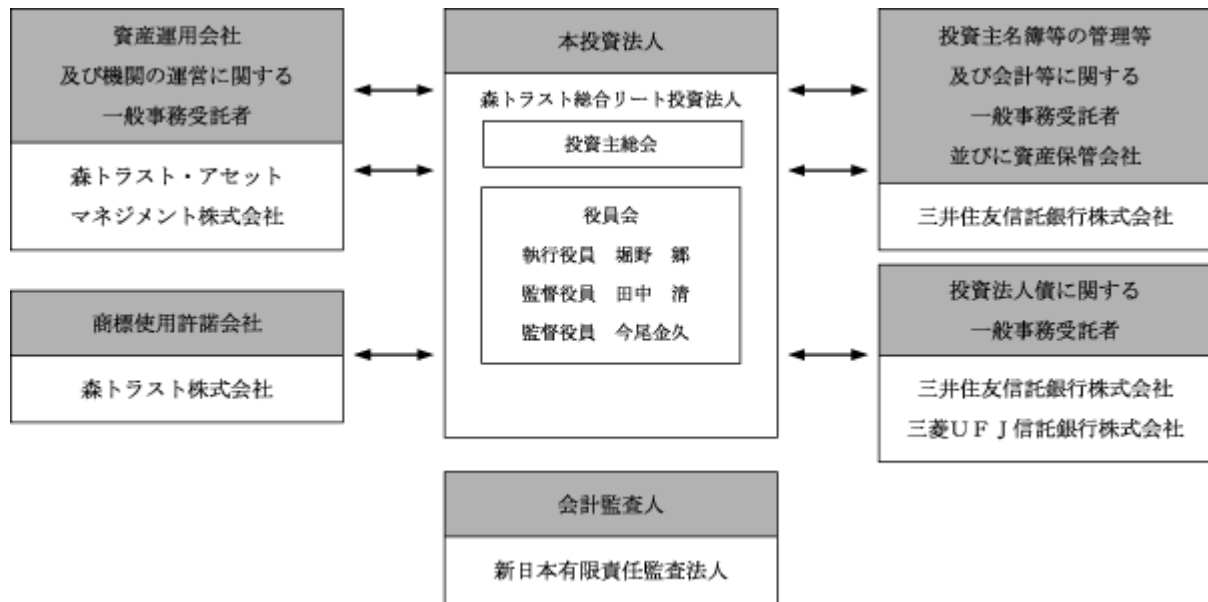 資産運用会社
及び機関の運営に関する
一般事務受託者
森トラスト・アセット
マネジメント株式会社
商標使用許諾会社
森トラスト株式会社
本投資法人
森トラスト総合リート投資法人
投資主総会
役員会
執行役員　堀野　郷
監督役員　田中　清
監督役員　今尾金久
会計監査人
新日本有限責任監査法人
投資主名簿等の管理等
及び会計等に関する
一般事務受託者
並びに資産保管会社
三井住友信託銀行株式会社
投資法人債に関する
一般事務受託者
三井住友信託銀行株式会社
三菱ＵＦＪ信託銀行株式会社